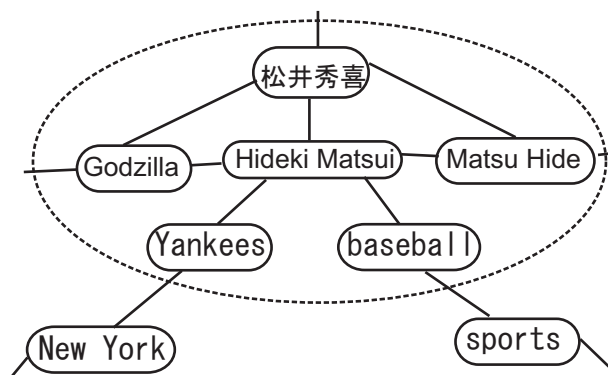 松井秀喜
Godzilla
Hideki Matsui
Matsu Hide
Yankees
baseball
New York
sports